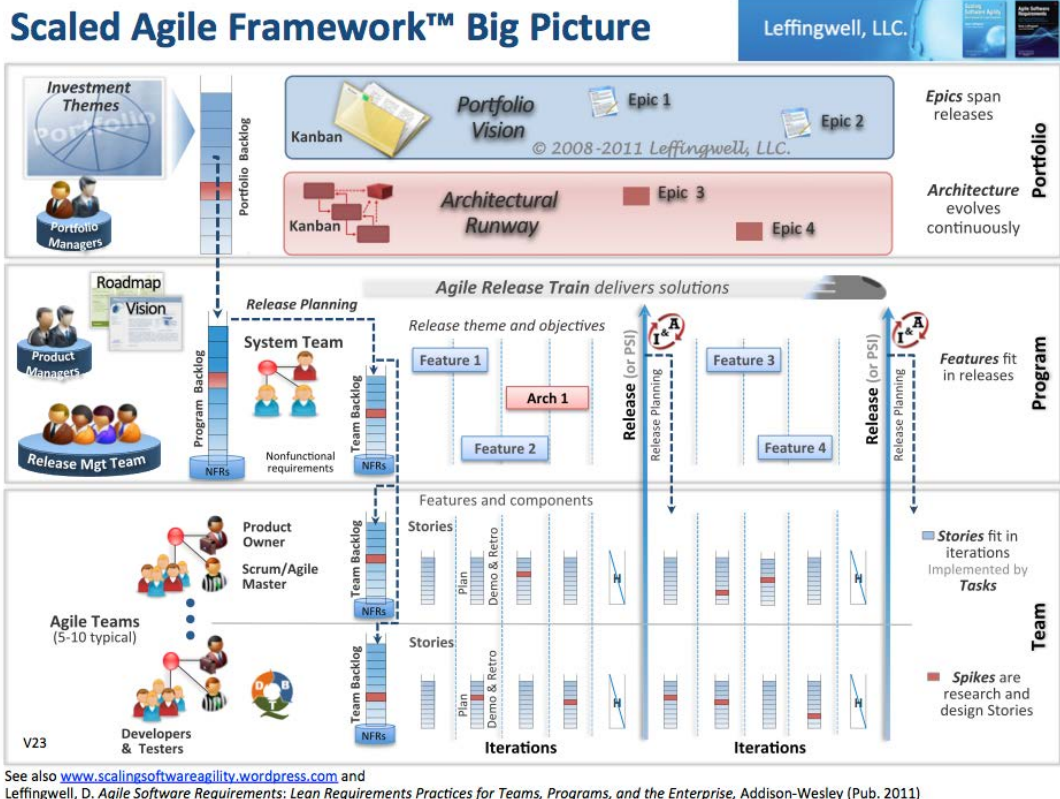 Scaled Agile Framework™ Big Picture
Leffingwell, LLC.
Scaling
Software Agility
Agile Software
Requirements
Investment
Themes
Portfolio
Portfolio
Managers
Portfolio Backlog
Kanban
Portfolio
Vision
Epic 1
Epic 2
© 2008-2011 Leffingwell, LLC.
Kanban
Architectural
Runway
Epic 3
Epic 4
Epics span
releases
Architecture
evolves
continuously
Portfolio
Roadmap
Vision
Product
Managers
Release Mgt Team
Program Backlog
NFRs
Release Planning
System Team
Nonfunctional
requirements
Team Backlog
NFRs
Agile Release Train delivers solutions
Release theme and objectives
Feature 1
Arch 1
Feature 2
Release (or PSI)
I & A
Release Planning
Feature 3
Feature 4
Release (or PSI)
I & A
Release Planning
Features fit
in releases
Program
Features and components
Product
Owner
Scrum/Agile
Master
Team Backlog
NFRs
Stories
Plan
Demo & Retro
H
H
Stories fit in
iterations
Implemented by
Tasks
Agile Teams
(5-10 typical)
Team
Developers
& Testers
D B T
Team Backlog
NFRs
Stories
Plan
Demo & Retro
H
H
Spikes are
research and
design Stories
Iterations
Iterations
V23
See also www.scalingsoftwareagility.wordpress.com and
Leffingwell, D. Agile Software Requirements: Lean Requirements Practices for Teams, Programs, and the Enterprise, Addison-Wesley (Pub. 2011)